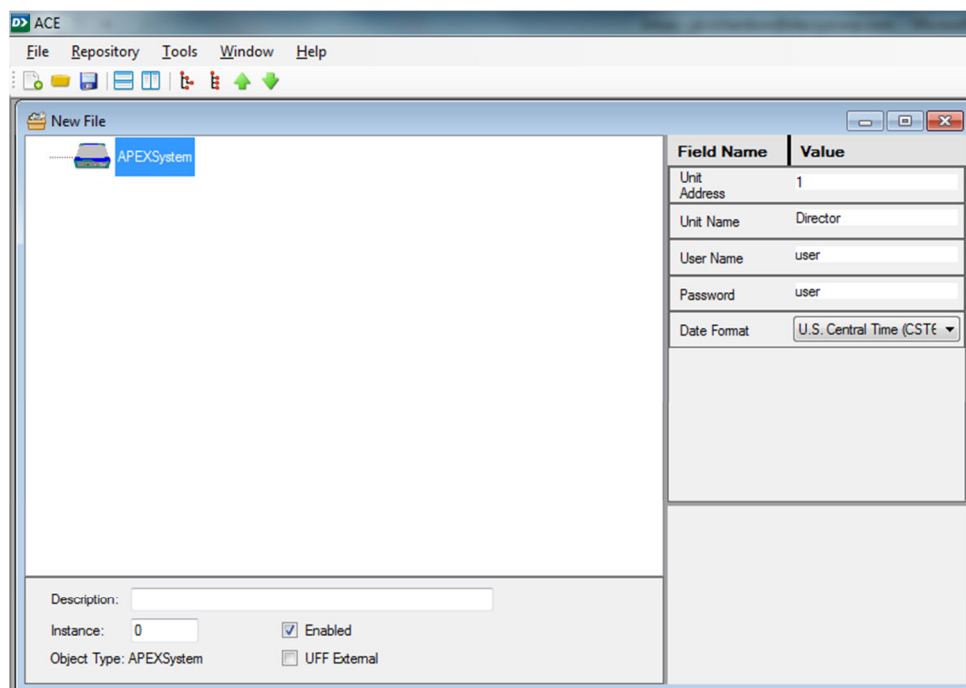 ACE
File Repository Tools Window Help
New File
APEXSystem
Field Name Value
Unit
Address 1
Unit Name Director
User Name user
Password user
Date Format U.S. Central Time (CST6
Description:
Instance: 0 Enabled
Object Type: APEXSystem UFF External